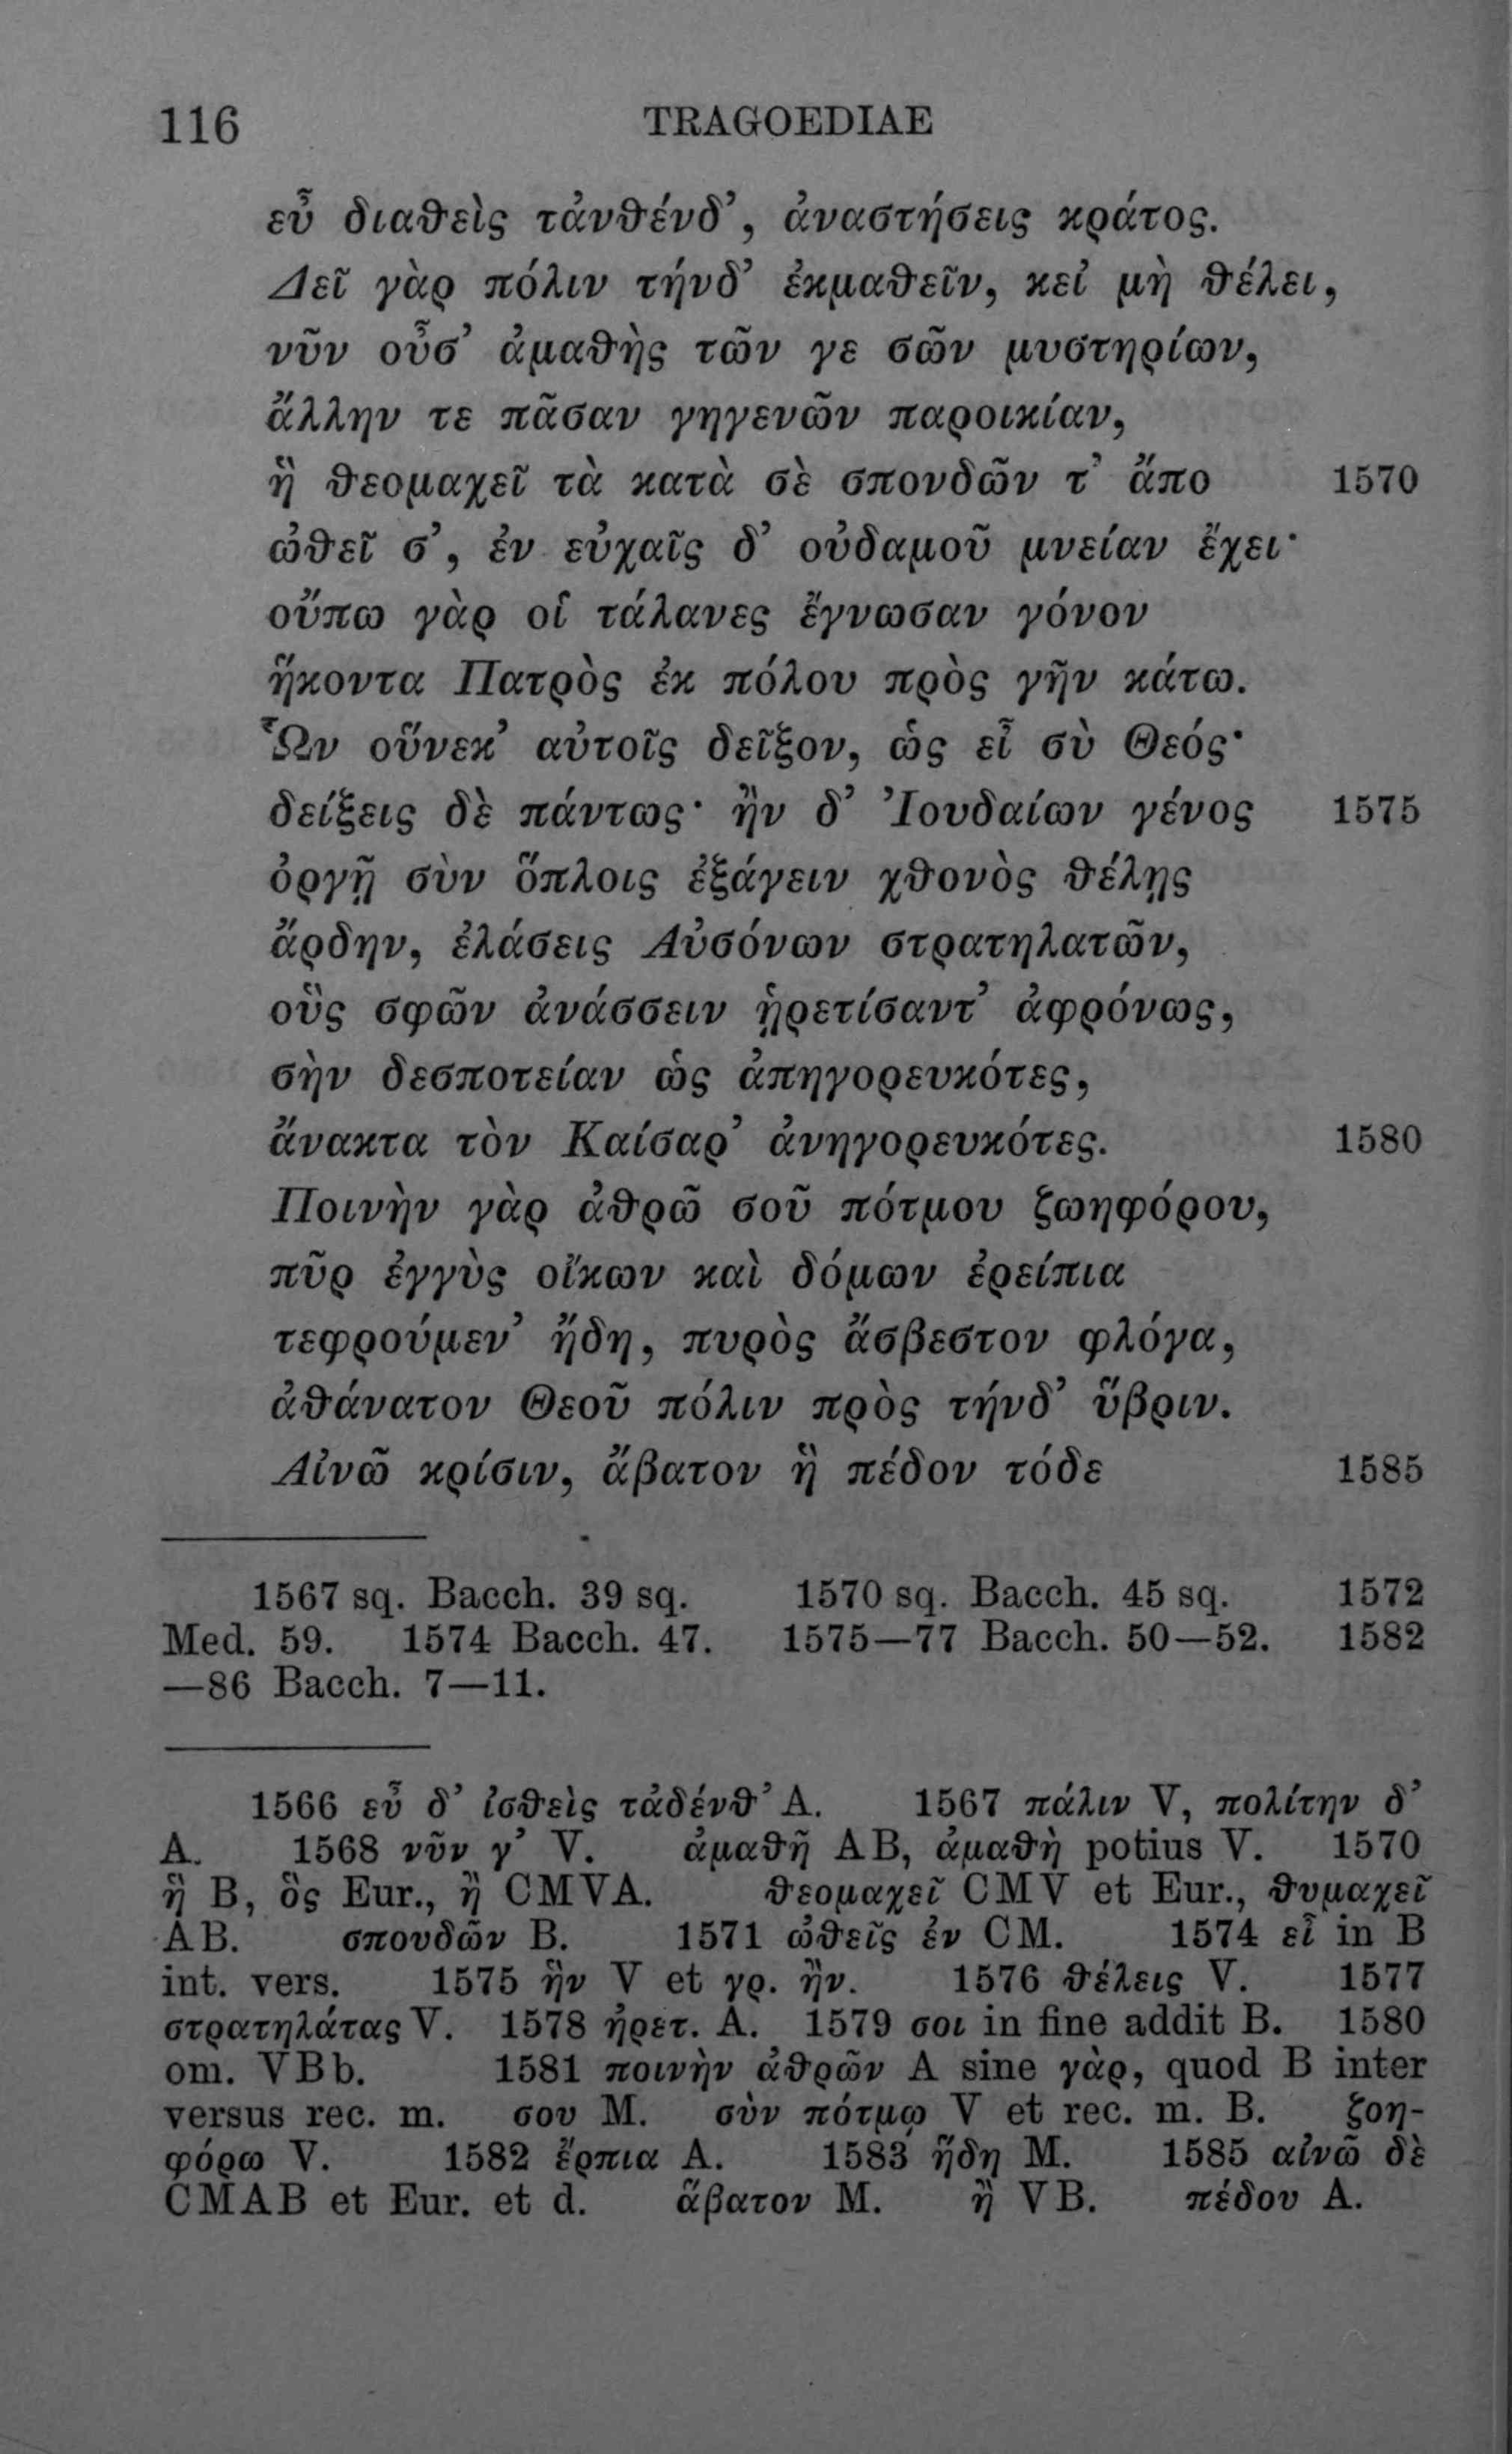 116 TRAGOEDIAE
εὖ διαθεὶς τἀνθένδ’, ἀναστήσεις κράτος.
Δεῖ γὰρ πόλιν τήνδ’ ἐκμαθεῖν, κεἰ μὴ θέλει,
νῦν οὖσ’ ἀμαθὴς τῶν γε σῶν μυστηρίων,
ἄλλην τε πᾶσαν γηγενῶν παροικίαν,
ἣ θεομαχεῖ τὰ κατὰ σὲ σπονδῶν τ’ ἄπο 1570
ὠθεῖ σ’, ἐν εὐχαῖς δ’ οὐδαμοῦ μνείαν ἔχει·
οὔπω γὰρ οἱ τάλανες ἔγνωσαν γόνον
ἥκοντα Πατρὸς ἐκ πόλου πρὸς γῆν κάτω.
Ὧν οὕνεκ’ αὐτοῖς δεῖξον, ὡς εἶ σὺ Θεός·
δείξεις δὲ πάντως· ἢν δ’ Ἰουδαίων γένος 1575
ὀργῇ σὺν ὅπλοις ἐξάγειν χθονὸς θέλῃς
ἄρδην, ἐλάσεις Αὐσόνων στρατηλατῶν,
οὓς σφῶν ἀνάσσειν ᾑρετίσαντ’ ἀφρόνως,
σὴν δεσποτείαν ὡς ἀπηγορευκότες,
ἄνακτα τὸν Καίσαρ’ ἀνηγορευκότες. 1580
Ποινὴν γὰρ ἀθρῶ σοῦ πότμου ζωηφόρου,
πῦρ ἐγγὺς οἴκων καὶ δόμων ἐρείπια
τεφρούμεν’ ἤδη, πυρὸς ἄσβεστον φλόγα,
ἀθάνατον Θεοῦ πόλιν πρὸς τήνδ’ ὕβριν.
Αἰνῶ κρίσιν, ἄβατον ἣ πέδον τόδε 1585
1567 sq. Bacch. 39 sq. 1570 sq. Bacch. 45 sq. 1572
Med. 59. 1574 Bacch. 47. 1575—77 Bacch. 50—52. 1582
—86 Bacch. 7—11.
1566 εὖ δ’ ἰσθεὶς τἀδένθ’ A. 1567 πάλιν V, πολίτην δ’
A. 1568 νῦν γ’ V. ἀμαθῆ AB, ἀμαθὴ potius V. 1570
ἣ B, ὃς Eur., ἢ CMVA. θεομαχεῖ CMV et Eur., θυμαχεῖ
AB. σπουδῶν B. 1571 ὠθεῖς ἐν CM. 1574 εἶ in B
int. vers. 1575 ἣν V et γρ. ἢν. 1576 θέλεις V. 1577
στρατηλάτας V. 1578 ἠρετ. A. 1579 σοι in fine addit B. 1580
om. VBb. 1581 ποινὴν ἀθρῶν A sine γὰρ, quod B inter
versus rec. m. σου M. σὺν πότμῳ V et rec. m. B. ζοη-
φόρω V. 1582 ἔρπια A. 1583 ἥδη M. 1585 αἰνῶ δὲ
CMAB et Eur. et d. ἅβατον M. ἢ VB. πέδου A.